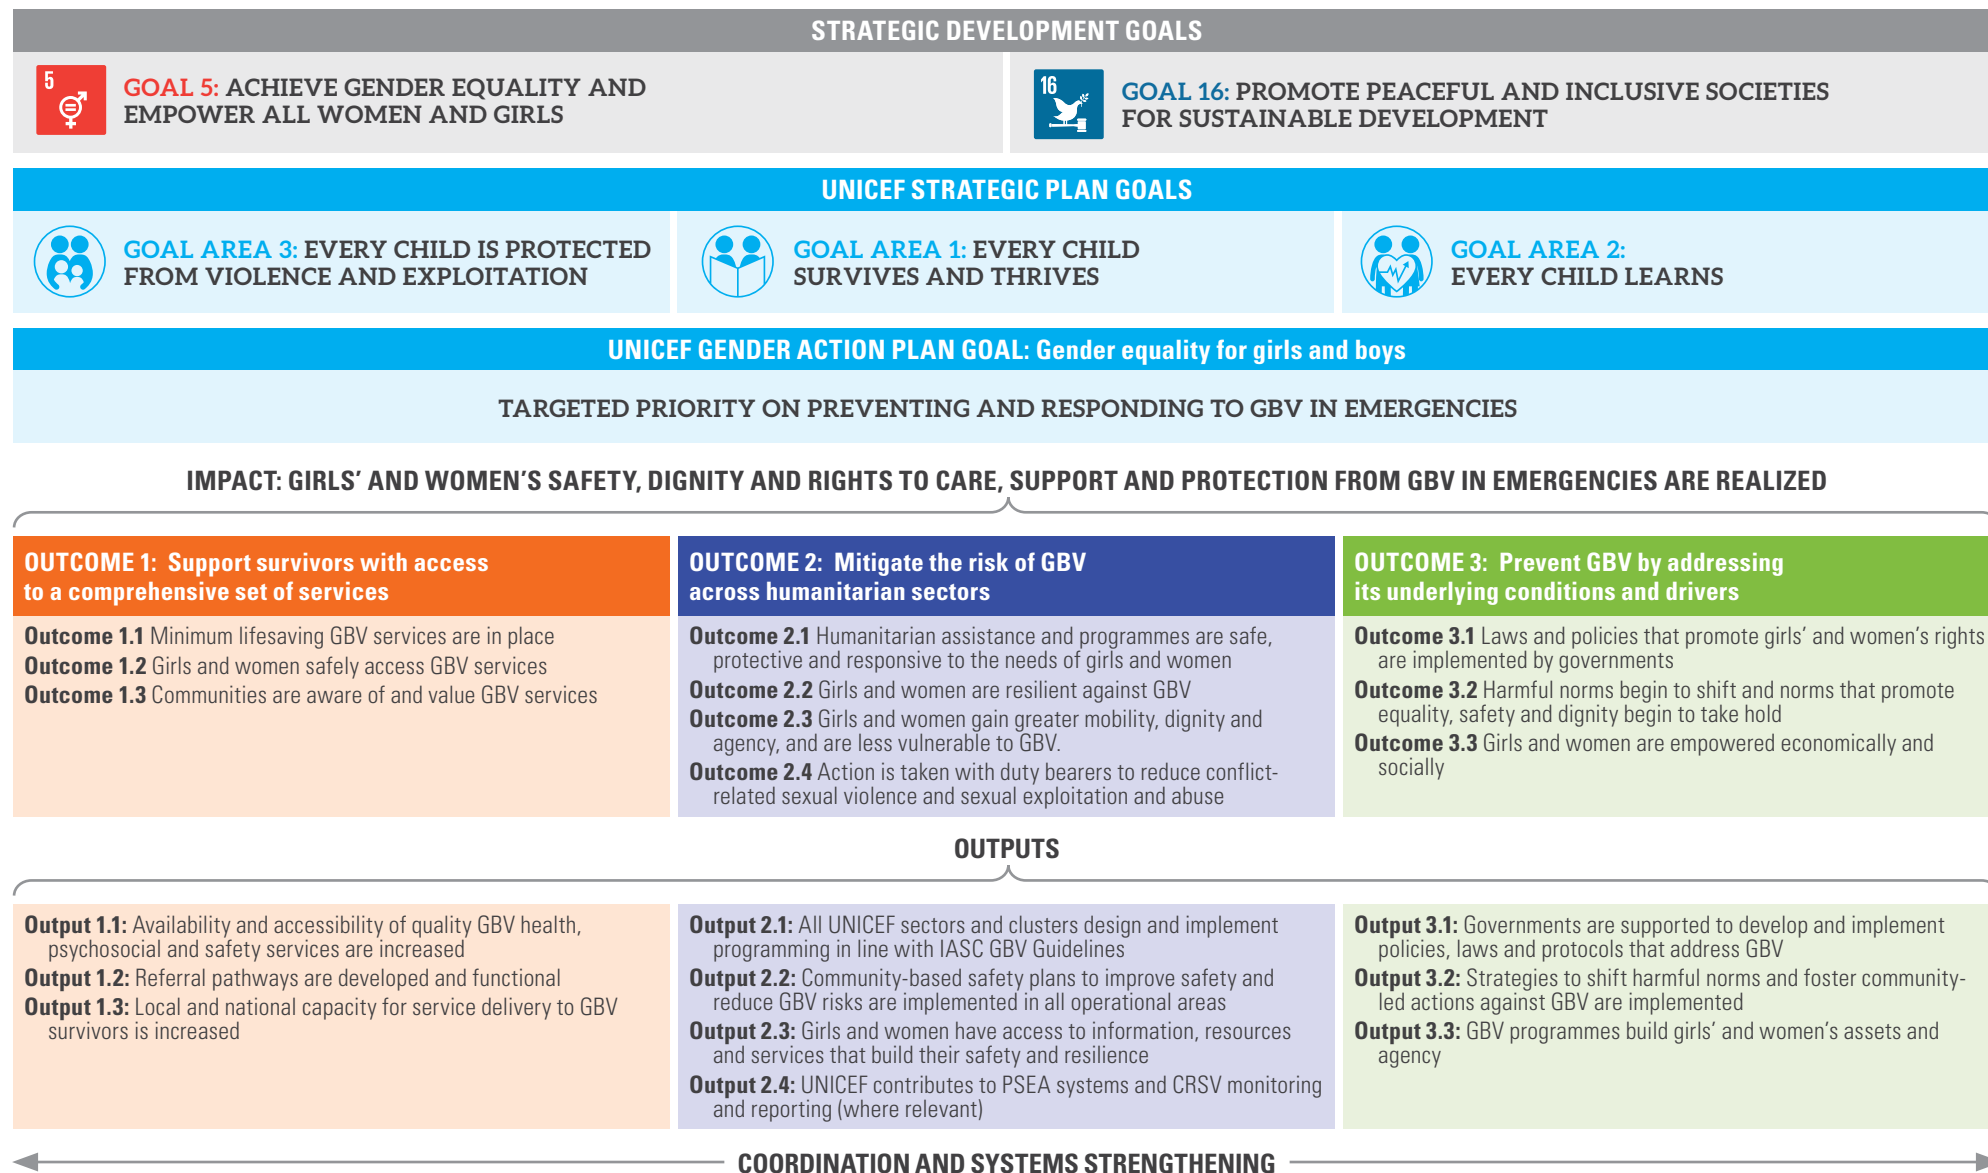 STRATEGIC DEVELOPMENT GOALS
5
GOAL 5: ACHIEVE GENDER EQUALITY AND
EMPOWER ALL WOMEN AND GIRLS
16
GOAL 16: PROMOTE PEACEFUL AND INCLUSIVE SOCIETIES
FOR SUSTAINABLE DEVELOPMENT
UNICEF STRATEGIC PLAN GOALS
GOAL AREA 3: EVERY CHILD IS PROTECTED
FROM VIOLENCE AND EXPLOITATION
GOAL AREA 1: EVERY CHILD
SURVIVES AND THRIVES
GOAL AREA 2:
EVERY CHILD LEARNS
UNICEF GENDER ACTION PLAN GOAL: Gender equality for girls and boys
TARGETED PRIORITY ON PREVENTING AND RESPONDING TO GBV IN EMERGENCIES
IMPACT: GIRLS' AND WOMEN'S SAFETY, DIGNITY AND RIGHTS TO CARE, SUPPORT AND PROTECTION FROM GBV IN EMERGENCIES ARE REALIZED
OUTCOME 1: Support survivors with access
to a comprehensive set of services
Outcome 1.1 Minimum lifesaving GBV services are in place
Outcome 1.2 Girls and women safely access GBV services
Outcome 1.3 Communities are aware of and value GBV services
OUTCOME 2: Mitigate the risk of GBV
across humanitarian sectors
Outcome 2.1 Humanitarian assistance and programmes are safe,
protective and responsive to the needs of girls and women
Outcome 2.2 Girls and women are resilient against GBV
Outcome 2.3 Girls and women gain greater mobility, dignity and
agency, and are less vulnerable to GBV.
Outcome 2.4 Action is taken with duty bearers to reduce conflict-
related sexual violence and sexual exploitation and abuse
OUTCOME 3: Prevent GBV by addressing
its underlying conditions and drivers
Outcome 3.1 Laws and policies that promote girls' and women's rights
are implemented by governments
Outcome 3.2 Harmful norms begin to shift and norms that promote
equality, safety and dignity begin to take hold
Outcome 3.3 Girls and women are empowered economically and
socially
OUTPUTS
Output 1.1: Availability and accessibility of quality GBV health,
psychosocial and safety services are increased
Output 1.2: Referral pathways are developed and functional
Output 1.3: Local and national capacity for service delivery to GBV
survivors is increased
Output 2.1: All UNICEF sectors and clusters design and implement
programming in line with IASC GBV Guidelines
Output 2.2: Community-based safety plans to improve safety and
reduce GBV risks are implemented in all operational areas
Output 2.3: Girls and women have access to information, resources
and services that build their safety and resilience
Output 2.4: UNICEF contributes to PSEA systems and CRSV monitoring
and reporting (where relevant)
Output 3.1: Governments are supported to develop and implement
policies, laws and protocols that address GBV
Output 3.2: Strategies to shift harmful norms and foster community-
led actions against GBV are implemented
Output 3.3: GBV programmes build girls' and women's assets and
agency
COORDINATION AND SYSTEMS STRENGTHENING